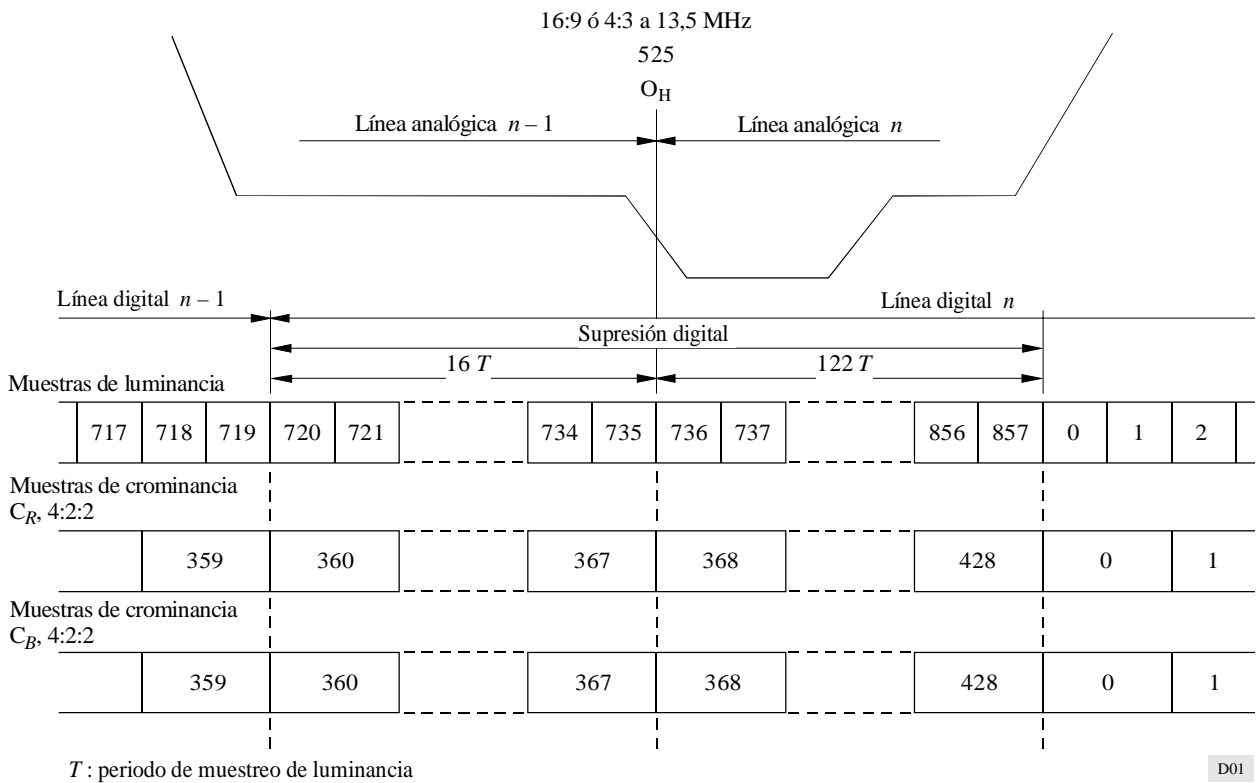 16:9 ó 4:3 a 13,5 MHz
525
O_H
Línea analógica n – 1
Línea analógica n
Línea digital n – 1
Línea digital n
Supresión digital
16 T
122 T
Muestras de luminancia
717 718 719 720 721 734 735 736 737 856 857 0 1 2
Muestras de crominancia
C_R, 4:2:2
359 360 367 368 428 0 1
Muestras de crominancia
C_B, 4:2:2
359 360 367 368 428 0 1
T : periodo de muestreo de luminancia
D01